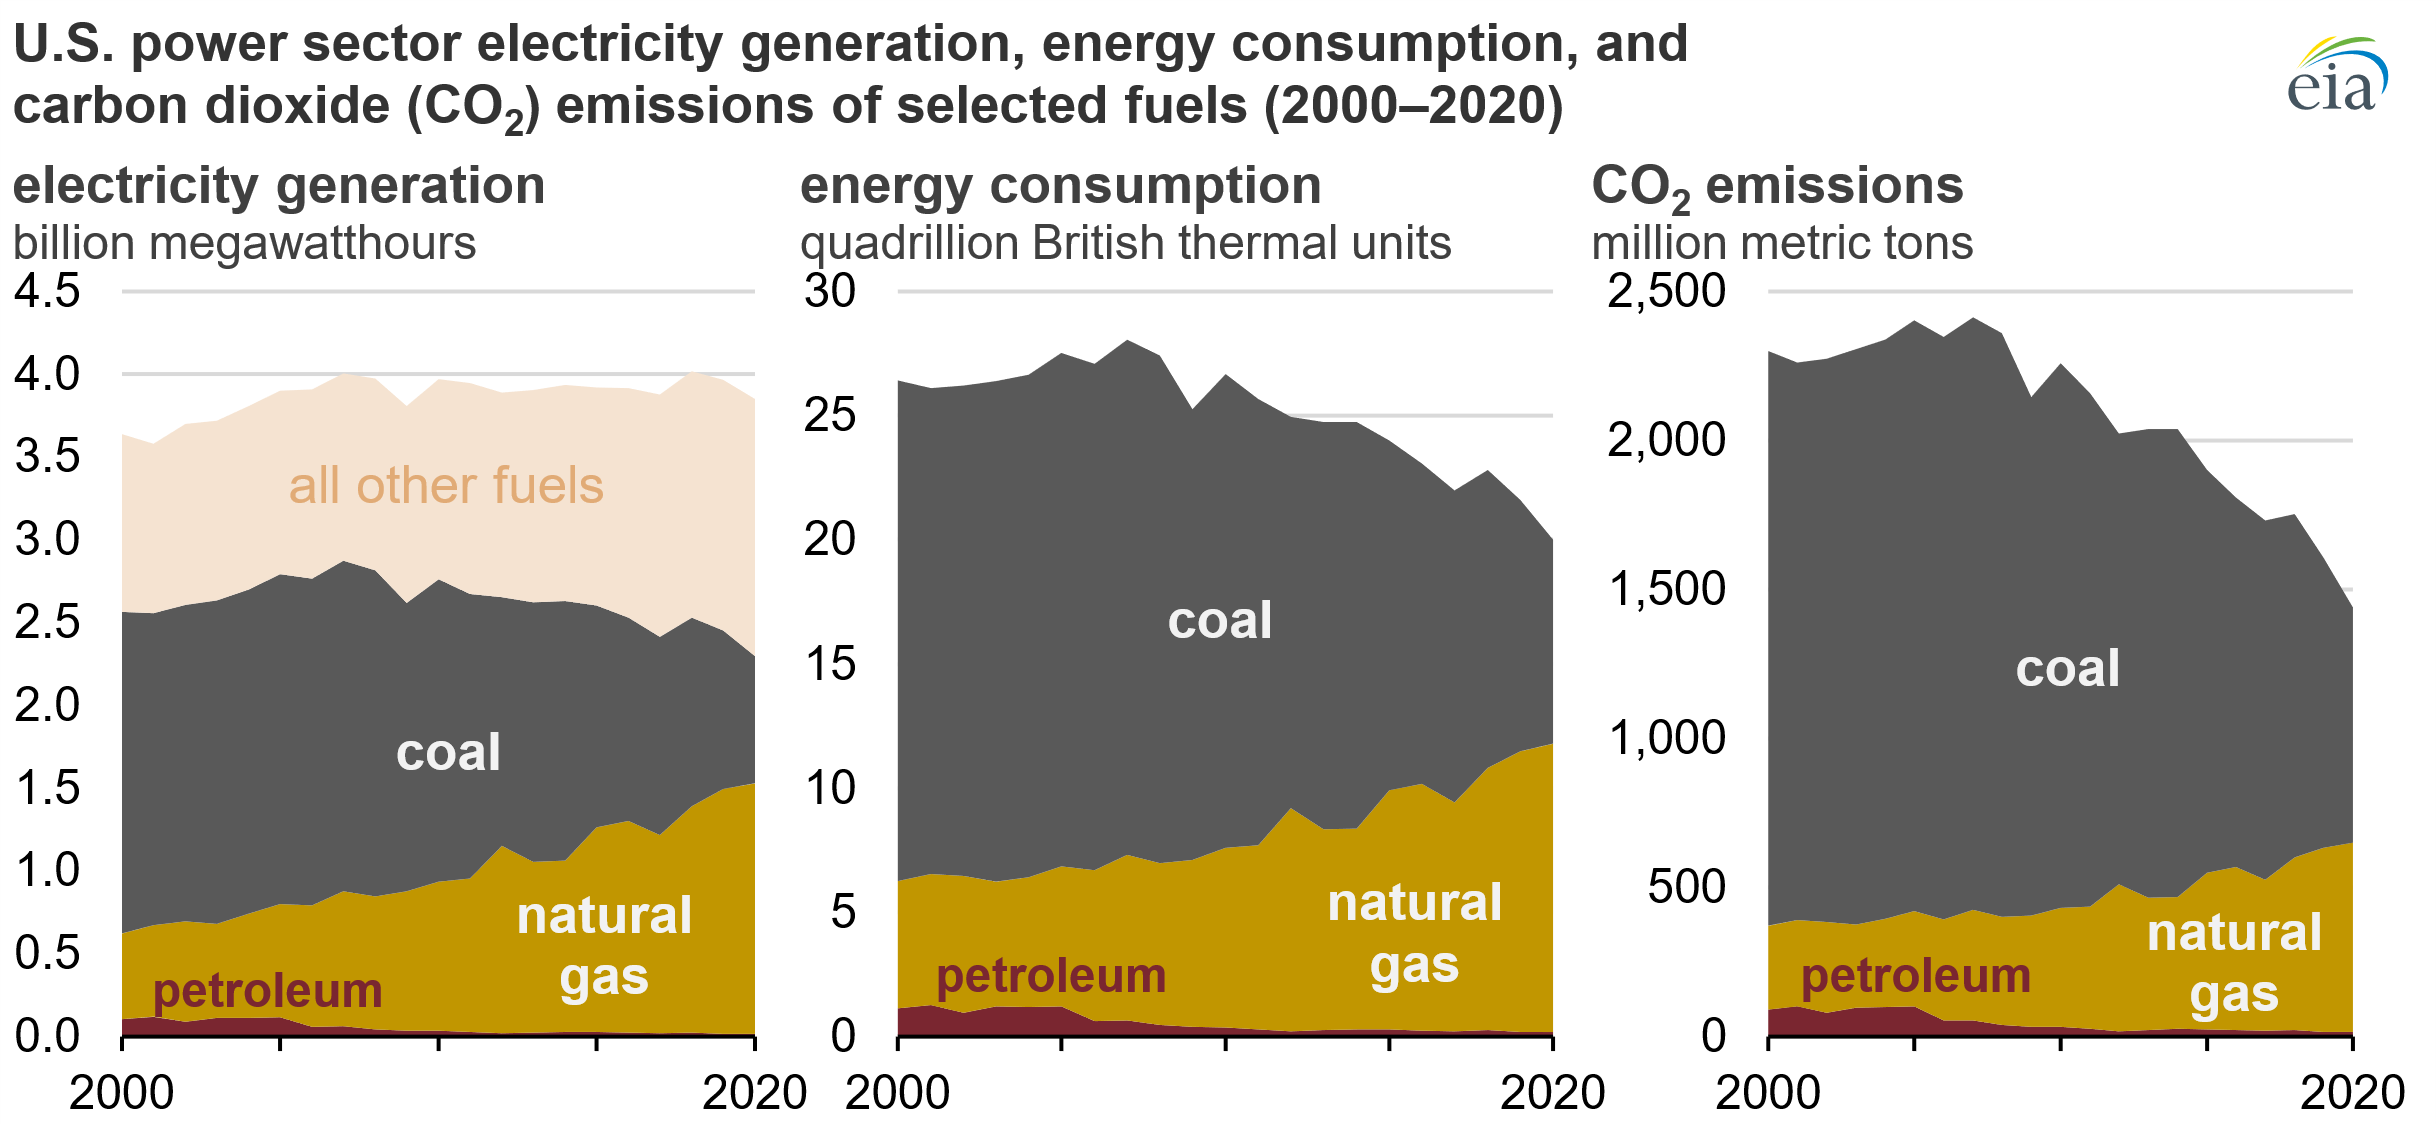 U.S. power sector electricity generation, energy consumption, and
carbon dioxide (CO₂) emissions of selected fuels (2000–2020)
eia
electricity generation
billion megawatthours
4.5
4.0
3.5
3.0
2.5
2.0
1.5
1.0
0.5
0.0
all other fuels
coal
natural
gas
petroleum
2000
2020
energy consumption
quadrillion British thermal units
30
25
20
15
10
5
0
coal
natural
gas
petroleum
2000
2020
CO₂ emissions
million metric tons
2,500
2,000
1,500
1,000
500
0
coal
natural
gas
petroleum
2000
2020